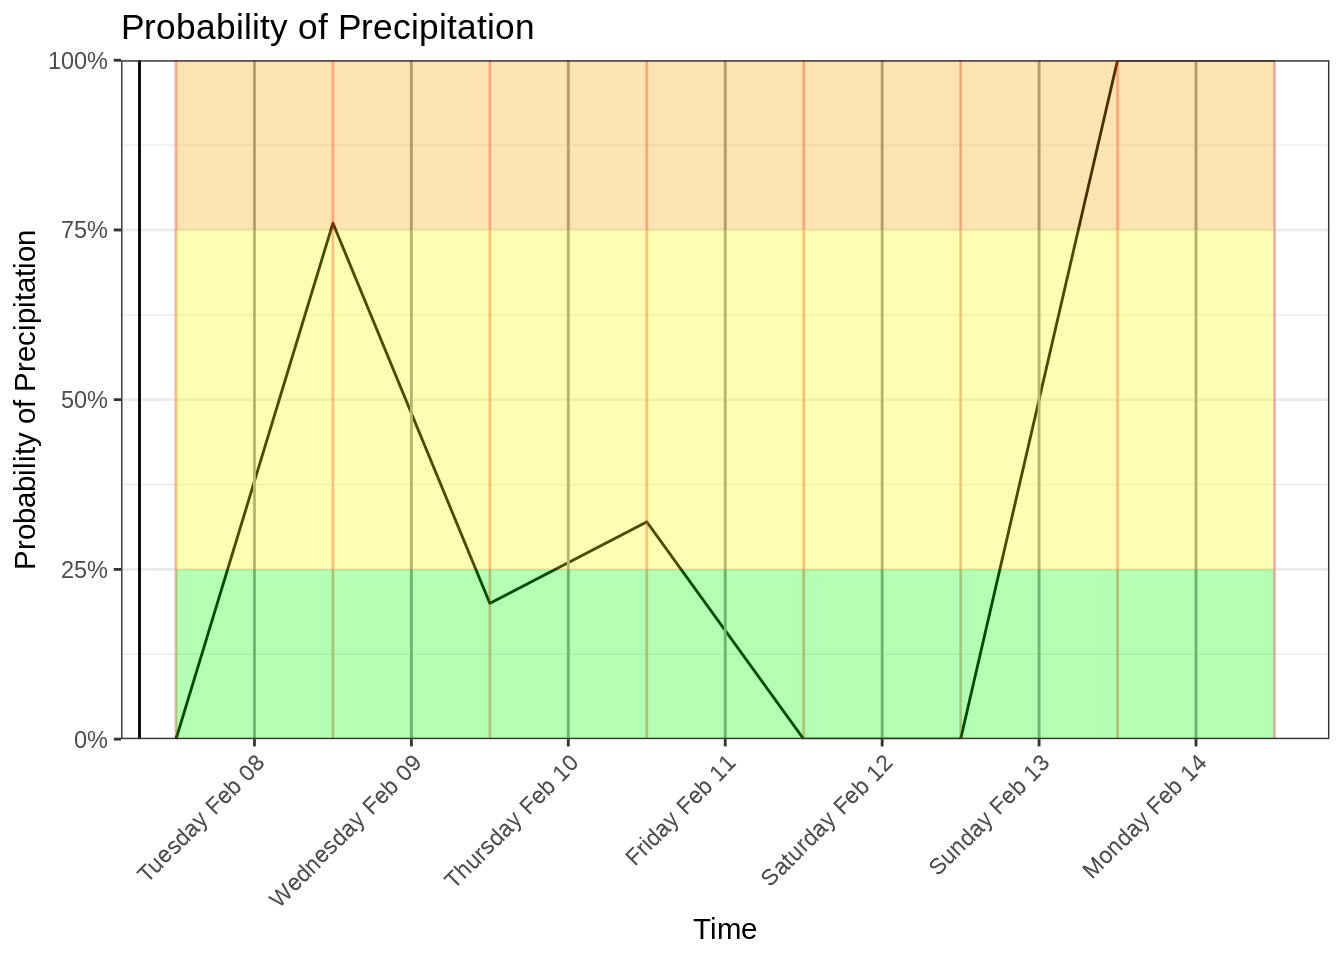 Probability of Precipitation
Probability of Precipitation
100%
75%
50%
25%
0%
Tuesday Feb 08
Wednesday Feb 09
Thursday Feb 10
Friday Feb 11
Saturday Feb 12
Sunday Feb 13
Monday Feb 14
Time